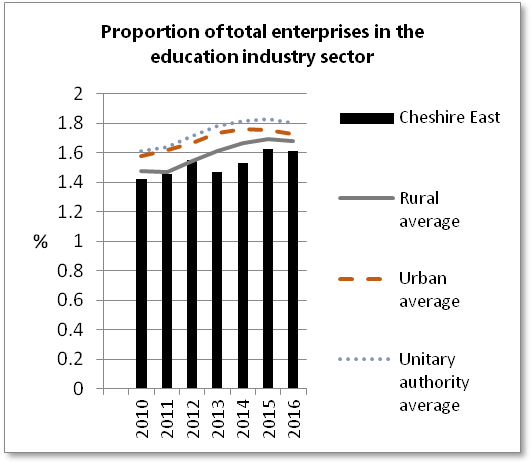 Proportion of total enterprises in the
education industry sector
2
1.8
1.6
1.4
1.2
1
0.8
0.6
0.4
0.2
0
%
2010
2011
2012
2013
2014
2015
2016
Cheshire East
Rural
average
Urban
average
Unitary
authority
average